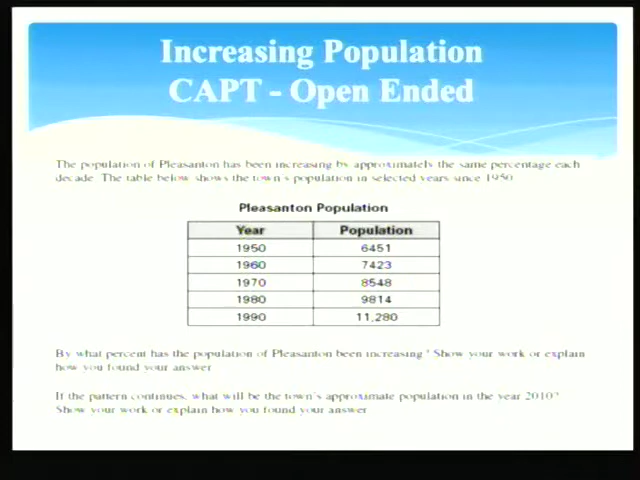 Increasing Population
CAPT - Open Ended
The population of Pleasanton has been increasing by approximately the same percentage each
decade. The table below shows the town's population in selected years since 1950.
Pleasanton Population
Year Population
1950 6451
1960 7423
1970 8548
1980 9814
1990 11,280
By what percent has the population of Pleasanton been increasing? Show your work or explain
how you found your answer.
If the pattern continues, what will be the town's approximate population in the year 2010?
Show your work or explain how you found your answer.